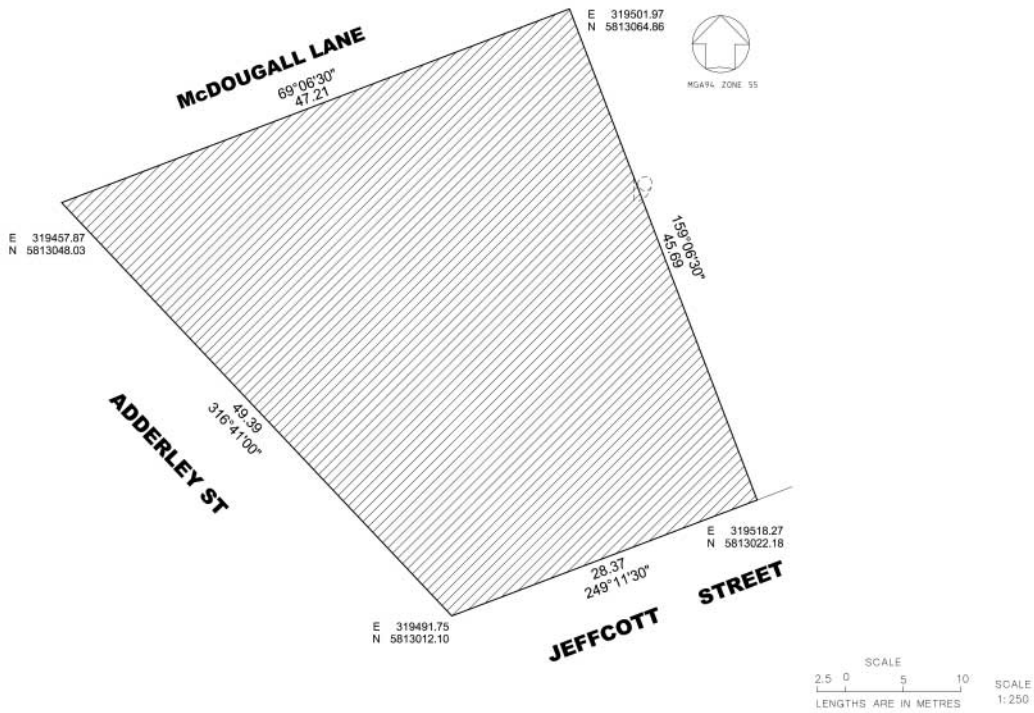 E 319501.97
N 5813064.86
MGA94 ZONE 55
McDOUGALL LANE
69°06'30"
47.21
E 319457.87
N 5813048.03
159°06'30"
45.69
ADDERLEY ST
49.39
316°41'00"
E 319518.27
N 5813022.18
28.37
249°11'30"
JEFFCOTT STREET
E 319491.75
N 5813012.10
SCALE
2.5 0 5 10
LENGTHS ARE IN METRES
SCALE
1:250